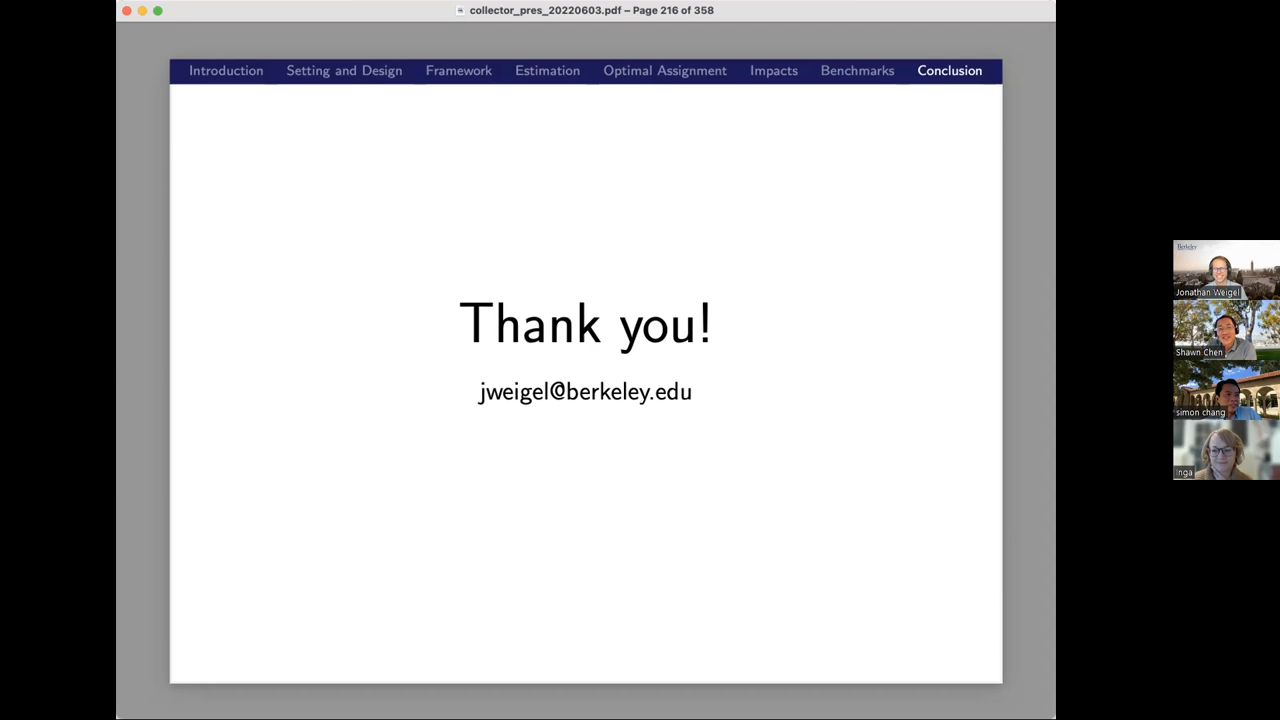 collector_pres_20220603.pdf – Page 216 of 358
Introduction Setting and Design Framework Estimation Optimal Assignment Impacts Benchmarks Conclusion
Thank you!
jweigel@berkeley.edu
Berkeley
Jonathan Weigel
Shawn Chen
simon chang
Inga